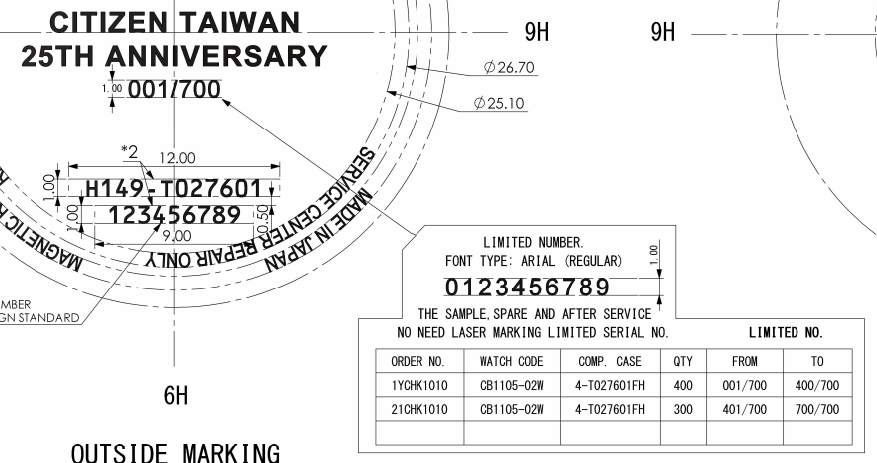 CITIZEN TAIWAN
25TH ANNIVERSARY
1.00 001/700
*2
12.00
1.00 H149-T027601
1.00 123456789 0.50
9.00
MAGNETIC
SERVICE CENTER REPAIR ONLY
MADE IN JAPAN
MBER
GN STANDARD
6H
OUTSIDE MARKING
9H
9H
∅26.70
∅25.10
LIMITED NUMBER.
FONT TYPE: ARIAL (REGULAR)
0123456789 1.00
THE SAMPLE, SPARE AND AFTER SERVICE
NO NEED LASER MARKING LIMITED SERIAL NO.
LIMITED NO.
ORDER NO. WATCH CODE COMP. CASE QTY FROM TO
1YCHK1010 CB1105-02W 4-T027601FH 400 001/700 400/700
21CHK1010 CB1105-02W 4-T027601FH 300 401/700 700/700